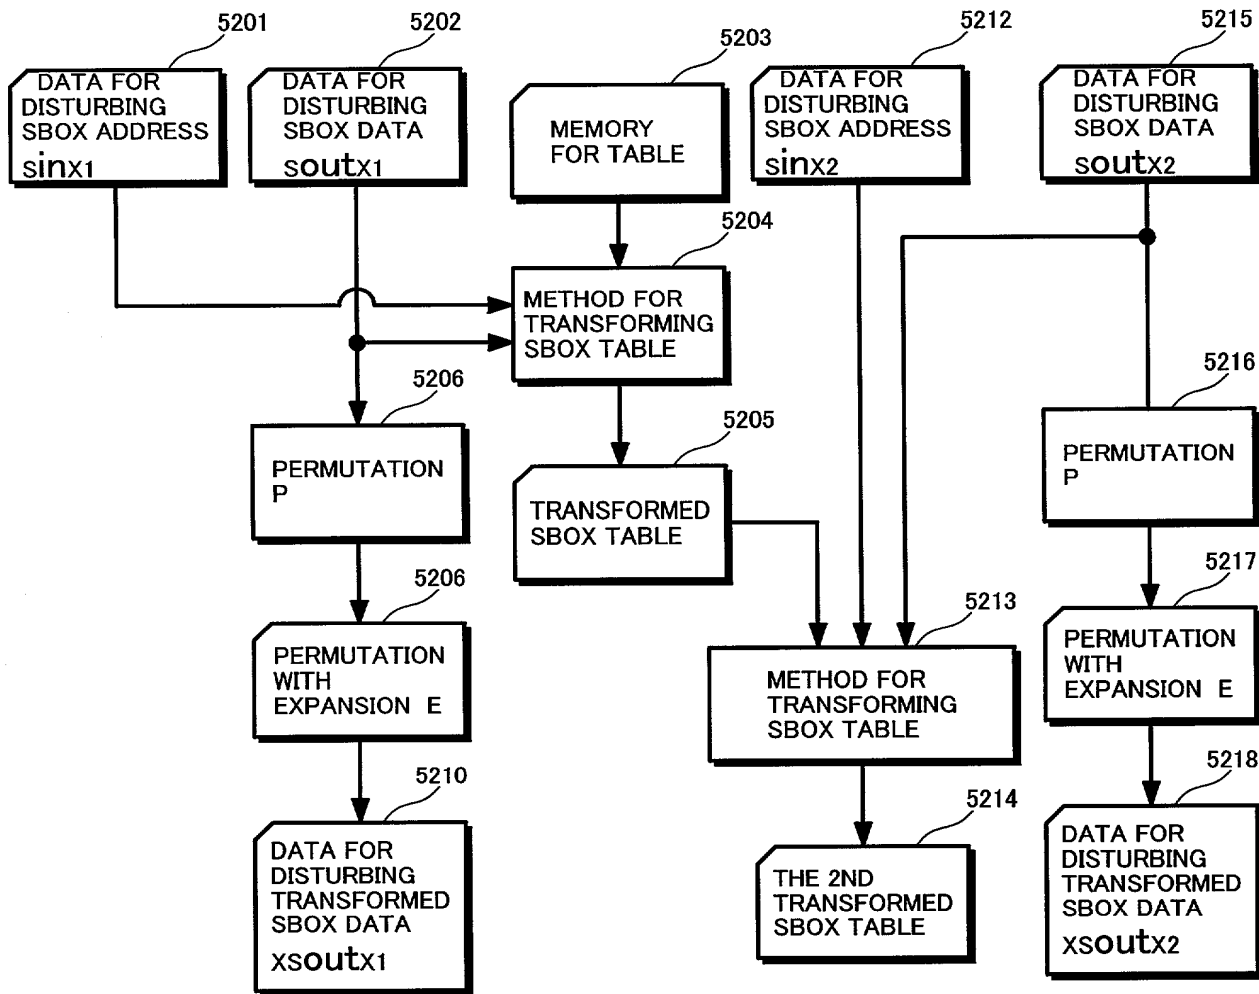 5201
5202
5203
5212
5215
DATA FOR
DISTURBING
SBOX ADDRESS
sinx1
DATA FOR
DISTURBING
SBOX DATA
soutx1
MEMORY
FOR TABLE
DATA FOR
DISTURBING
SBOX ADDRESS
sinx2
DATA FOR
DISTURBING
SBOX DATA
soutx2
5204
METHOD FOR
TRANSFORMING
SBOX TABLE
5206
PERMUTATION
P
5205
TRANSFORMED
SBOX TABLE
5216
PERMUTATION
P
5206
PERMUTATION
WITH
EXPANSION E
5213
METHOD FOR
TRANSFORMING
SBOX TABLE
5217
PERMUTATION
WITH
EXPANSION E
5210
DATA FOR
DISTURBING
TRANSFORMED
SBOX DATA
xsoutx1
5214
THE 2ND
TRANSFORMED
SBOX TABLE
5218
DATA FOR
DISTURBING
TRANSFORMED
SBOX DATA
xsoutx2